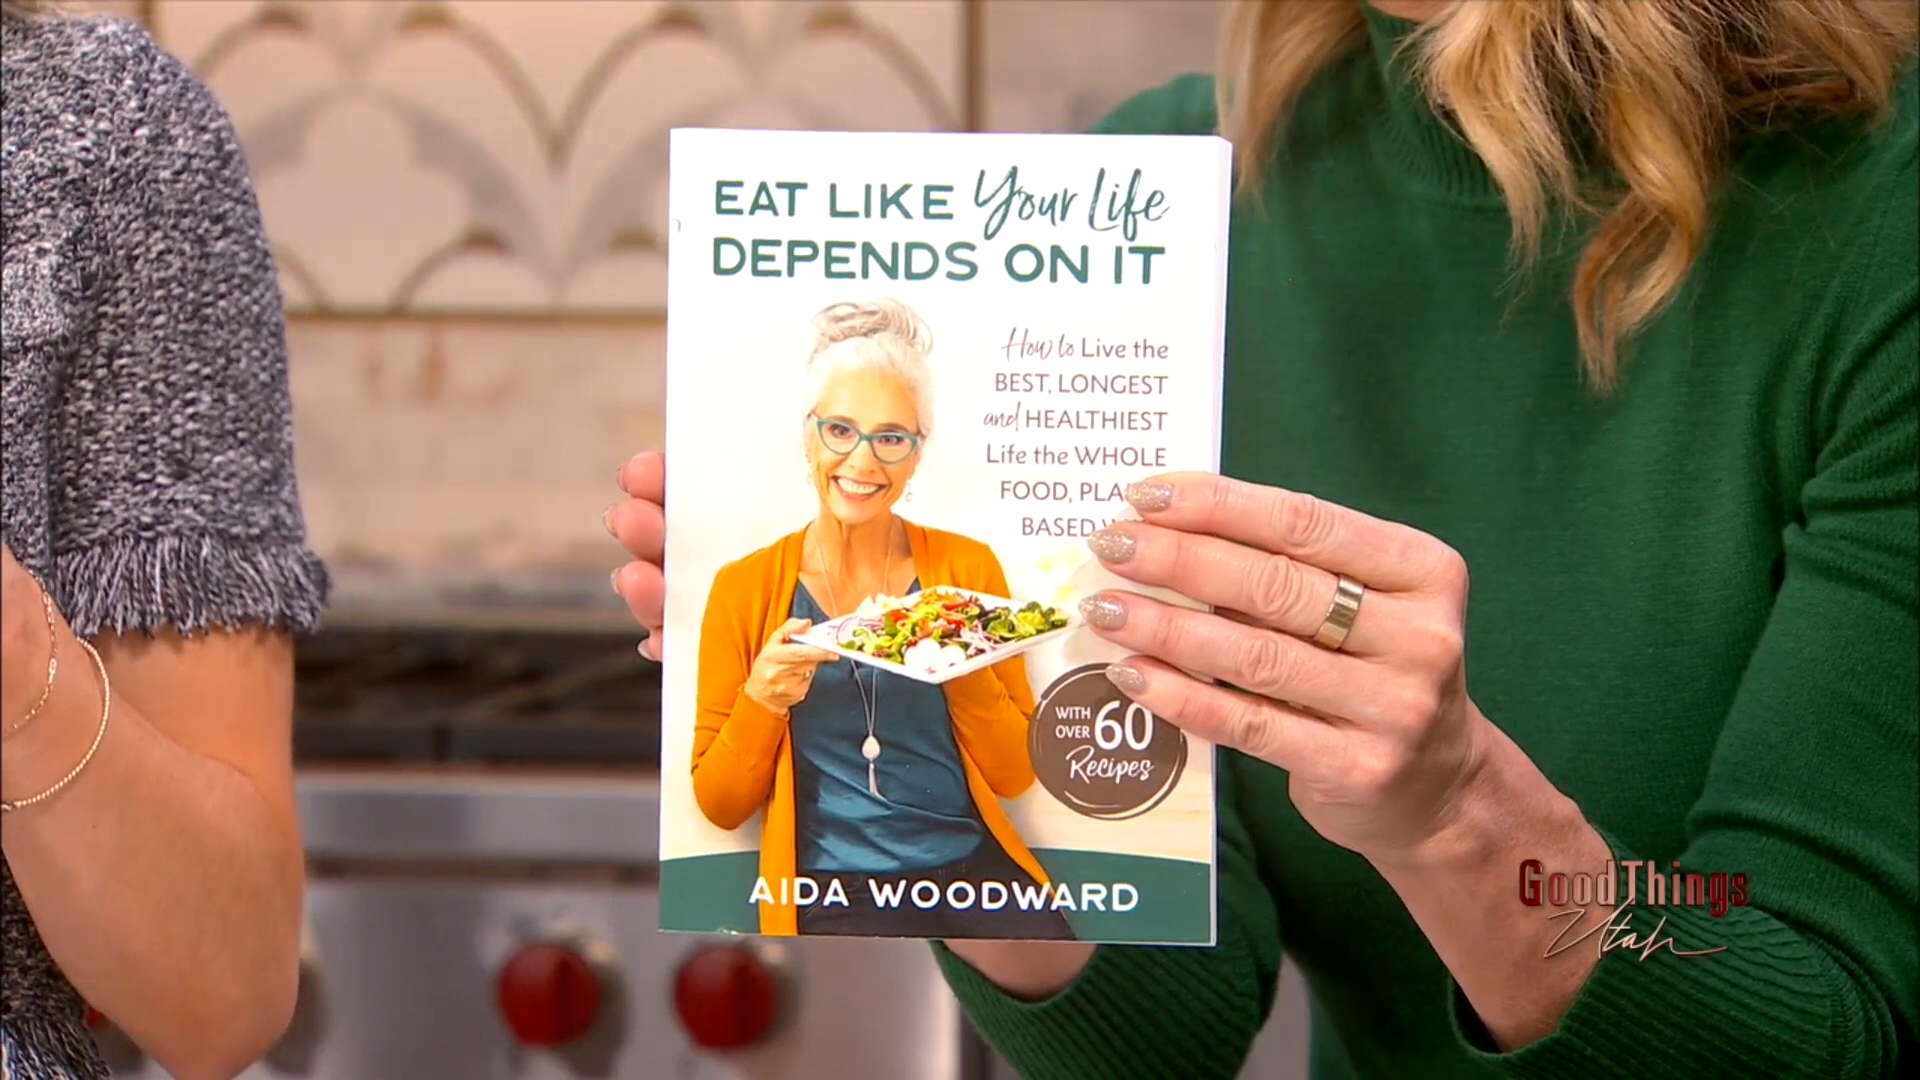 EAT LIKE Your Life
DEPENDS ON IT
How to Live the
BEST, LONGEST
and HEALTHIEST
Life the WHOLE
FOOD,
BASED
WITH
OVER 60
Recipes
AIDA WOODWARD
GoodThings
Utah